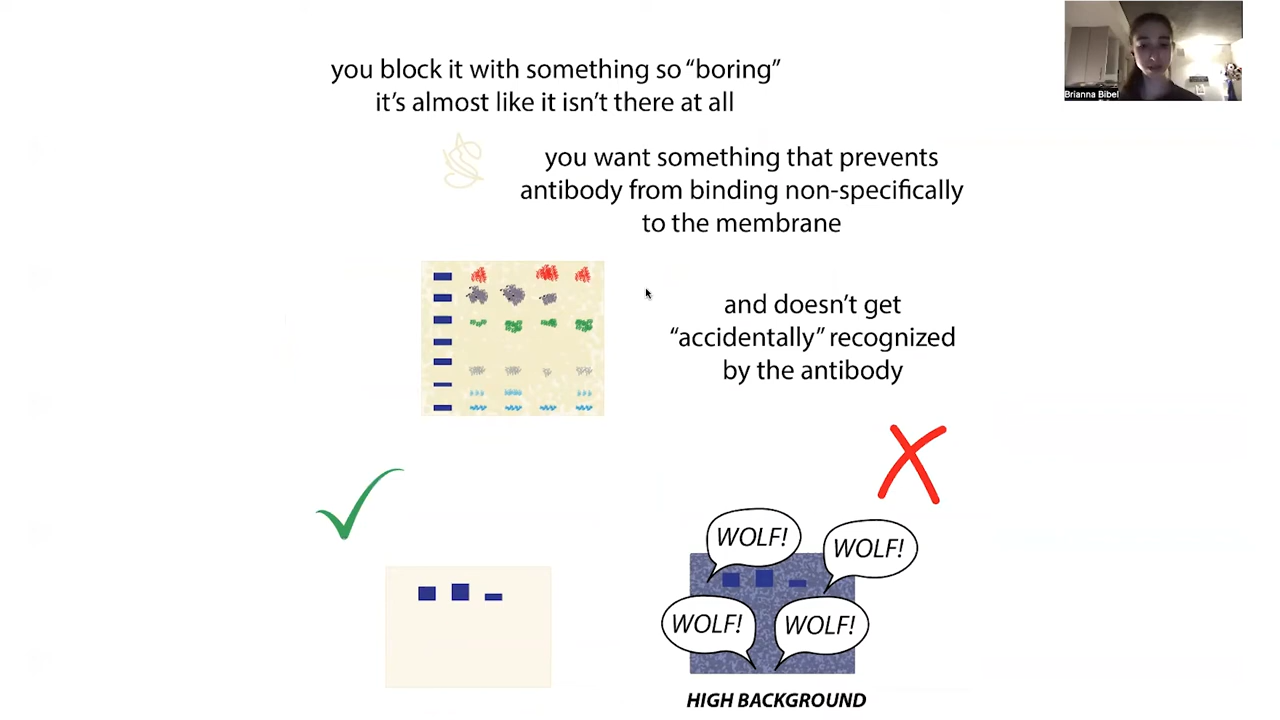 you block it with something so “boring”
it’s almost like it isn’t there at all
Brianna Bibel
you want something that prevents
antibody from binding non-specifically
to the membrane
and doesn’t get
“accidentally” recognized
by the antibody
WOLF!
WOLF!
WOLF!
WOLF!
HIGH BACKGROUND